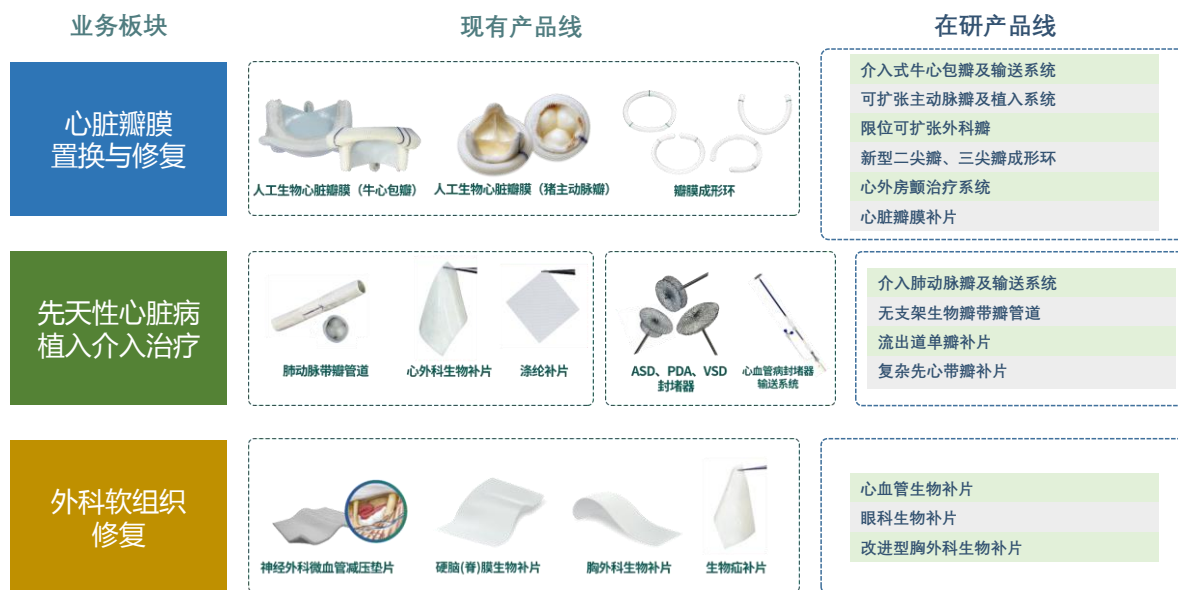 业务板块
现有产品线
在研产品线
心脏瓣膜
置换与修复
人工生物心脏瓣膜（牛心包瓣）
人工生物心脏瓣膜（猪主动脉瓣）
瓣膜成形环
介入式牛心包瓣及输送系统
可扩张主动脉瓣及植入系统
限位可扩张外科瓣
新型二尖瓣、三尖瓣成形环
心外房颤治疗系统
心脏瓣膜补片
先天性心脏病
植入介入治疗
肺动脉带瓣管道
心外科生物补片
涤纶补片
ASD、PDA、VSD
封堵器
心血管病封堵器
输送系统
介入肺动脉瓣及输送系统
无支架生物瓣带瓣管道
流出道单瓣补片
复杂先心带瓣补片
外科软组织
修复
神经外科微血管减压垫片
硬脑(脊)膜生物补片
胸外科生物补片
生物疝补片
心血管生物补片
眼科生物补片
改进型胸外科生物补片